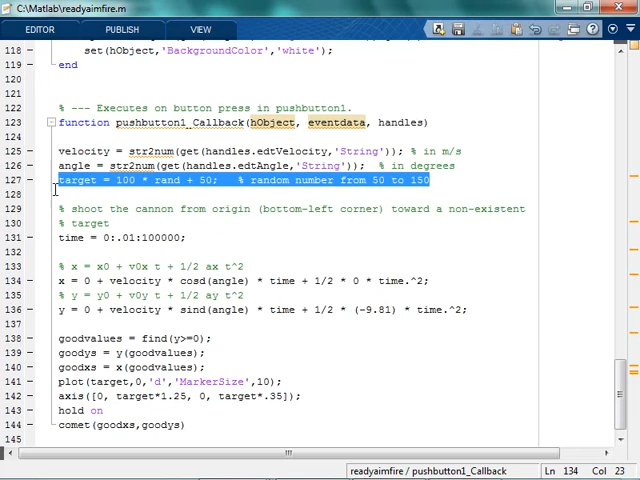 C:\Matlab\readyaimfire.m
EDITOR PUBLISH VIEW
118 set(hObject,'BackgroundColor','white');
119 end
120
121
122 % --- Executes on button press in pushbutton1.
123 function pushbutton1_Callback(hObject, eventdata, handles)
124
125 velocity = str2num(get(handles.edtVelocity,'String')); % in m/s
126 angle = str2num(get(handles.edtAngle,'String')); % in degrees
127 target = 100 * rand + 50; % random number from 50 to 150
128
129 % shoot the cannon from origin (bottom-left corner) toward a non-existent
130 % target
131 time = 0:.01:100000;
132
133 % x = x0 + v0x t + 1/2 ax t^2
134 x = 0 + velocity * cosd(angle) * time + 1/2 * 0 * time.^2;
135 % y = y0 + v0y t + 1/2 ay t^2
136 y = 0 + velocity * sind(angle) * time + 1/2 * (-9.81) * time.^2;
137
138 goodvalues = find(y>=0);
139 goodys = y(goodvalues);
140 goodxs = x(goodvalues);
141 plot(target,0,'d','MarkerSize',10);
142 axis([0, target*1.25, 0, target*.35]);
143 hold on
144 comet(goodxs,goodys)
145
readyaimfire / pushbutton1_Callback Ln 134 Col 23